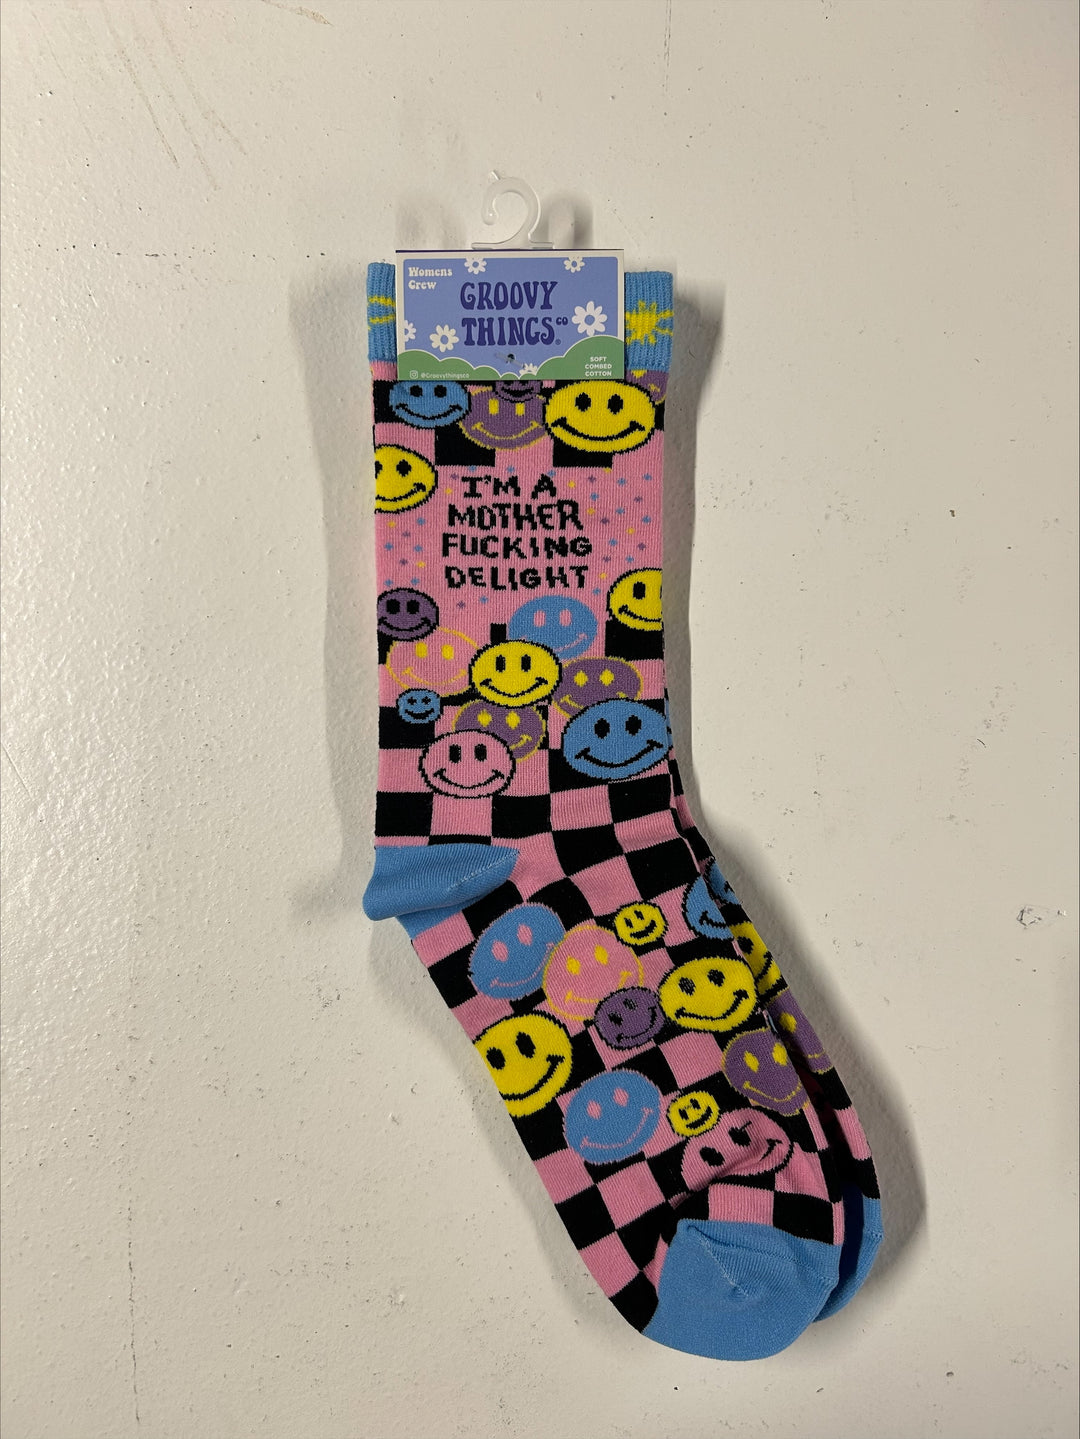 Womens
Crew
GROOVY
THINGS CO®
@Groovythingsco
SOFT
COMBED
COTTON
I'M A
MOTHER
FUCKING
DELIGHT